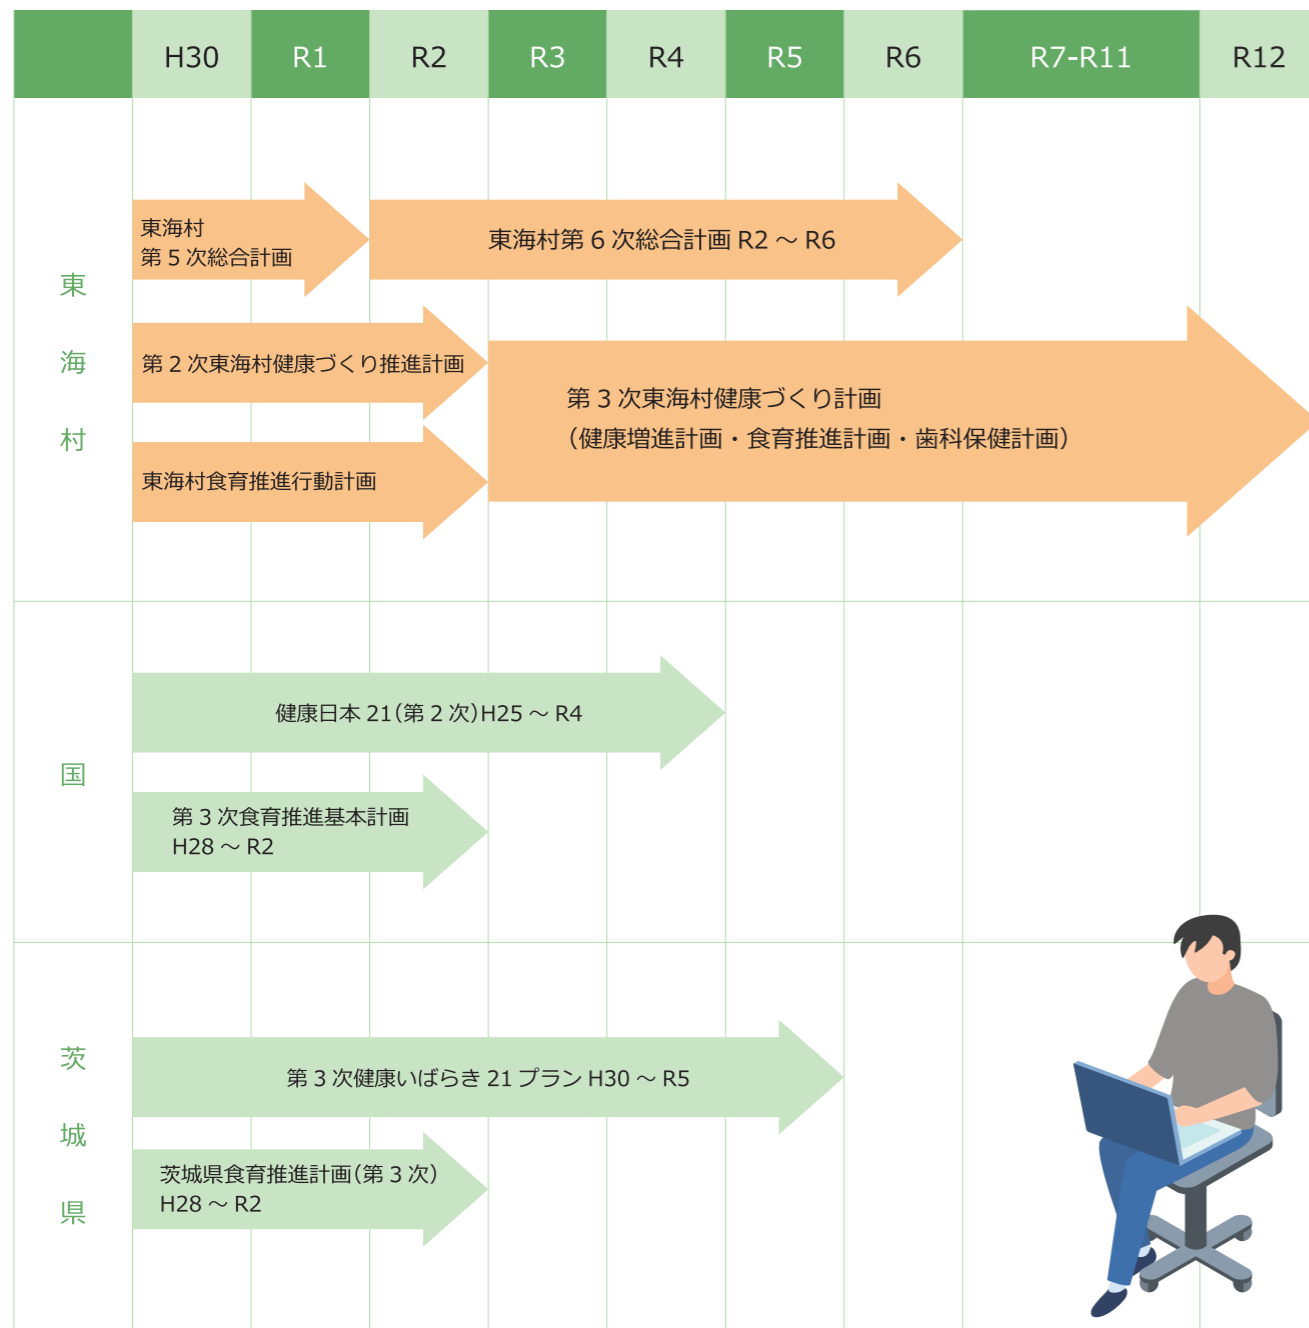 H30 R1 R2 R3 R4 R5 R6 R7-R11 R12
東海村
東海村
第5次総合計画
東海村第6次総合計画 R2～R6
第2次東海村健康づくり推進計画
第3次東海村健康づくり計画
（健康増進計画・食育推進計画・歯科保健計画）
東海村食育推進行動計画
国
健康日本21（第2次）H25～R4
第3次食育推進基本計画
H28～R2
茨城県
第3次健康いばらき21プラン H30～R5
茨城県食育推進計画（第3次）
H28～R2